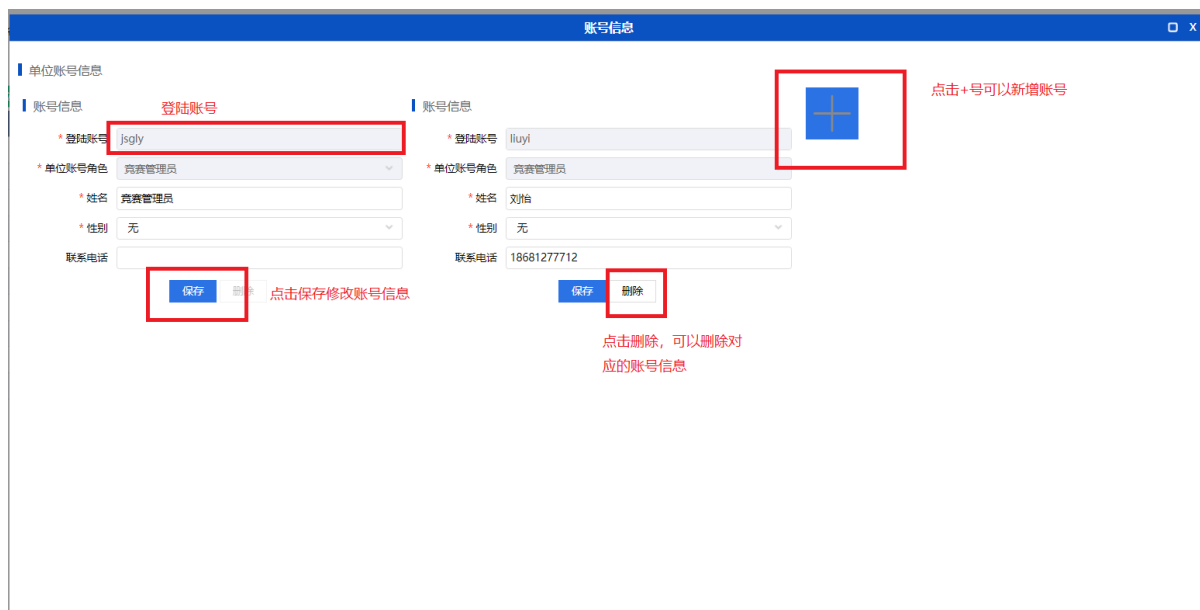 账号信息
X
单位账号信息
账号信息
登陆账号
* 登陆账号 jsgly
* 单位账号角色 竞赛管理员
* 姓名 竞赛管理员
* 性别 无
联系电话
保存 删除
点击保存修改账号信息
账号信息
* 登陆账号 liuyi
* 单位账号角色 竞赛管理员
* 姓名 刘怡
* 性别 无
联系电话 18681277712
保存 删除
点击删除，可以删除对
应的账号信息
点击+号可以新增账号